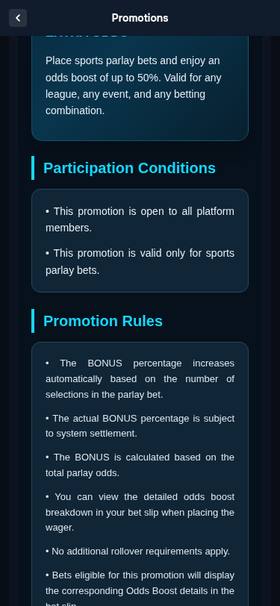 Promotions
Place sports parlay bets and enjoy an
odds boost of up to 50%. Valid for any
league, any event, and any betting
combination.
Participation Conditions
• This promotion is open to all platform
members.
• This promotion is valid only for sports
parlay bets.
Promotion Rules
• The BONUS percentage increases
automatically based on the number of
selections in the parlay bet.
• The actual BONUS percentage is subject
to system settlement.
• The BONUS is calculated based on the
total parlay odds.
• You can view the detailed odds boost
breakdown in your bet slip when placing the
wager.
• No additional rollover requirements apply.
• Bets eligible for this promotion will display
the corresponding Odds Boost details in the
bet slip.